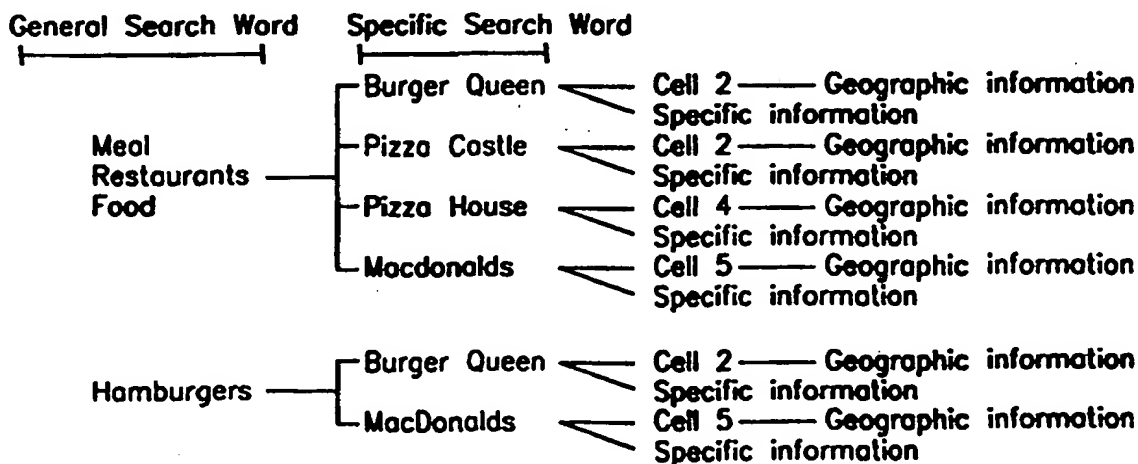 General Search Word Specific Search Word
Burger Queen Cell 2 Geographic information
Specific information
Meal Pizza Castle Cell 2 Geographic information
Restaurants Specific information
Food Pizza House Cell 4 Geographic information
Specific information
Macdonalds Cell 5 Geographic information
Specific information
Burger Queen Cell 2 Geographic information
Hamburgers Specific information
MacDonalds Cell 5 Geographic information
Specific information